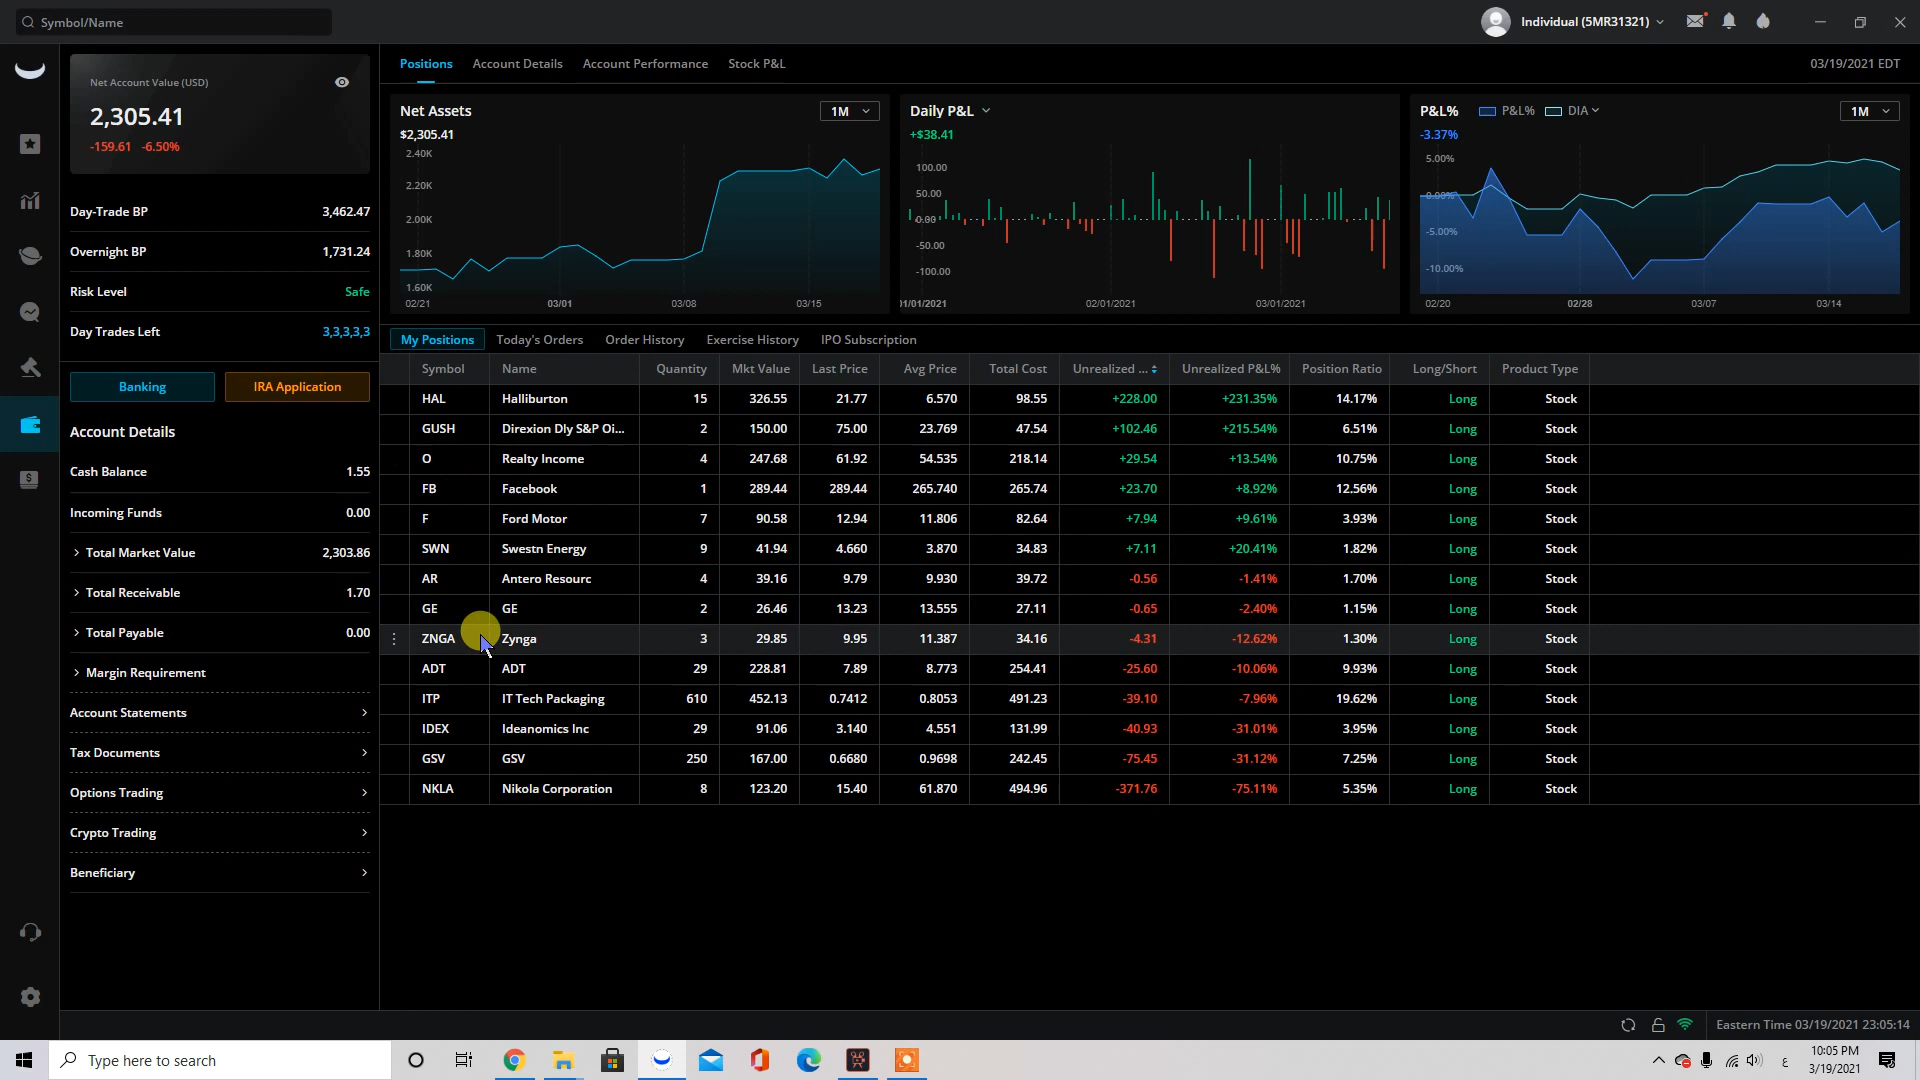 Symbol/Name
Individual (5MR31321)
Net Account Value (USD)
2,305.41
-159.61 -6.50%
Day-Trade BP 3,462.47
Overnight BP 1,731.24
Risk Level Safe
Day Trades Left 3,3,3,3,3
Banking IRA Application
Account Details
Cash Balance 1.55
Incoming Funds 0.00
Total Market Value 2,303.86
Total Receivable 1.70
Total Payable 0.00
Margin Requirement
Account Statements
Tax Documents
Options Trading
Crypto Trading
Beneficiary
Positions Account Details Account Performance Stock P&L 03/19/2021 EDT
Net Assets 1M
$2,305.41
2.40K
2.20K
2.00K
1.80K
1.60K
02/21 03/01 03/08 03/15
Daily P&L
+$38.41
100.00
50.00
0.00
-50.00
-100.00
01/01/2021 02/01/2021 03/01/2021
P&L% P&L% DIA 1M
-3.37%
5.00%
0.00%
-5.00%
-10.00%
02/20 02/28 03/07 03/14
My Positions Today's Orders Order History Exercise History IPO Subscription
Symbol Name Quantity Mkt Value Last Price Avg Price Total Cost Unrealized ... Unrealized P&L% Position Ratio Long/Short Product Type
HAL Halliburton 15 326.55 21.77 6.570 98.55 +228.00 +231.35% 14.17% Long Stock
GUSH Direxion Dly S&P Oi... 2 150.00 75.00 23.769 47.54 +102.46 +215.54% 6.51% Long Stock
O Realty Income 4 247.68 61.92 54.535 218.14 +29.54 +13.54% 10.75% Long Stock
FB Facebook 1 289.44 289.44 265.740 265.74 +23.70 +8.92% 12.56% Long Stock
F Ford Motor 7 90.58 12.94 11.806 82.64 +7.94 +9.61% 3.93% Long Stock
SWN Swestn Energy 9 41.94 4.660 3.870 34.83 +7.11 +20.41% 1.82% Long Stock
AR Antero Resourc 4 39.16 9.79 9.930 39.72 -0.56 -1.41% 1.70% Long Stock
GE GE 2 26.46 13.23 13.555 27.11 -0.65 -2.40% 1.15% Long Stock
ZNGA Zynga 3 29.85 9.95 11.387 34.16 -4.31 -12.62% 1.30% Long Stock
ADT ADT 29 228.81 7.89 8.773 254.41 -25.60 -10.06% 9.93% Long Stock
ITP IT Tech Packaging 610 452.13 0.7412 0.8053 491.23 -39.10 -7.96% 19.62% Long Stock
IDEX Ideanomics Inc 29 91.06 3.140 4.551 131.99 -40.93 -31.01% 3.95% Long Stock
GSV GSV 250 167.00 0.6680 0.9698 242.45 -75.45 -31.12% 7.25% Long Stock
NKLA Nikola Corporation 8 123.20 15.40 61.870 494.96 -371.76 -75.11% 5.35% Long Stock
Eastern Time 03/19/2021 23:05:14
Type here to search
ع
10:05 PM
3/19/2021